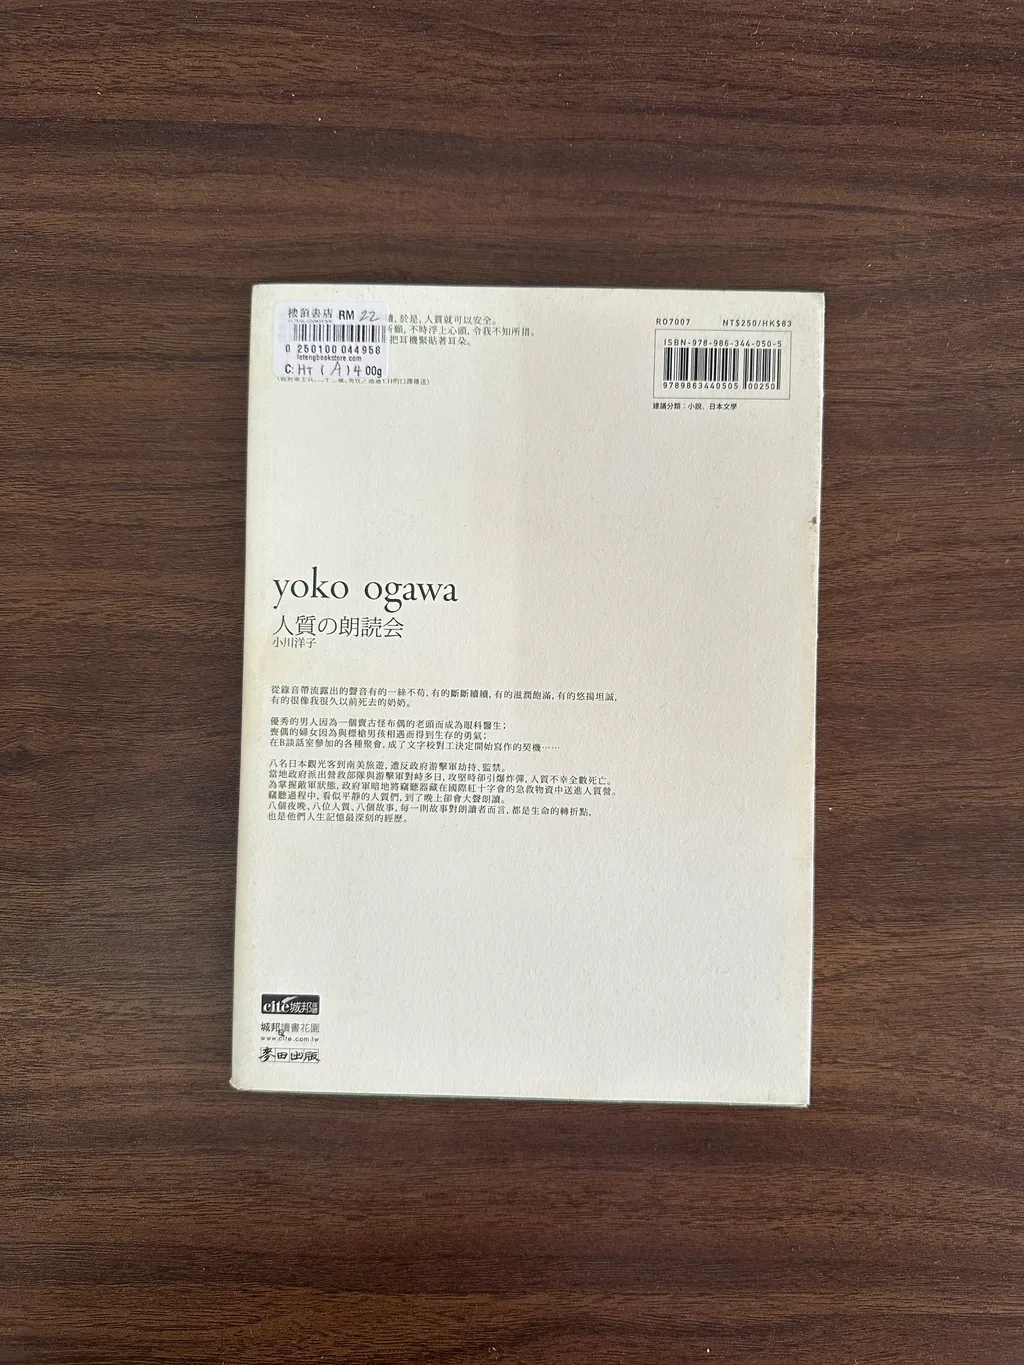 樓頂書店 RM 22
0 250100 044958
lotengbookstore.com
C: HT (A) 400g
於是，人質就可以安全。
祈願，不時浮上心頭，令我不知所措。
把耳機緊貼著耳朵。
RO7007 NT$250/HK$83
ISBN-978-986-344-050-5
9789863440505 00250
建議分類：小說、日本文學
yoko ogawa
人質の朗読会
小川洋子
從錄音帶流露出的聲音有的一絲不苟，有的斷斷續續，有的滋潤飽滿，有的悠揚坦誠，
有的很像我很久以前死去的奶奶。
優秀的男人因為一個賣古怪布偶的老頭而成為眼科醫生；
喪偶的婦女因為與標槍男孩相遇而得到生存的勇氣；
在B談話室參加的各種聚會，成了文字校對工決定開始寫作的契機……
八名日本觀光客到南美旅遊，遭反政府游擊軍劫持、監禁。
當地政府派出營救部隊與游擊軍對峙多日，攻堅時卻引爆炸彈，人質不幸全數死亡。
為掌握敵軍狀態，政府軍暗地將竊聽器藏在國際紅十字會的急救物資中送進人質營。
竊聽過程中，看似平靜的人質們，到了晚上卻會大聲朗讀。
八個夜晚、八位人質、八個故事，每一則故事對朗讀者而言，都是生命的轉折點，
也是他們人生記憶最深刻的經歷。
cité城邦
城邦讀書花園
www.cite.com.tw
麥田出版